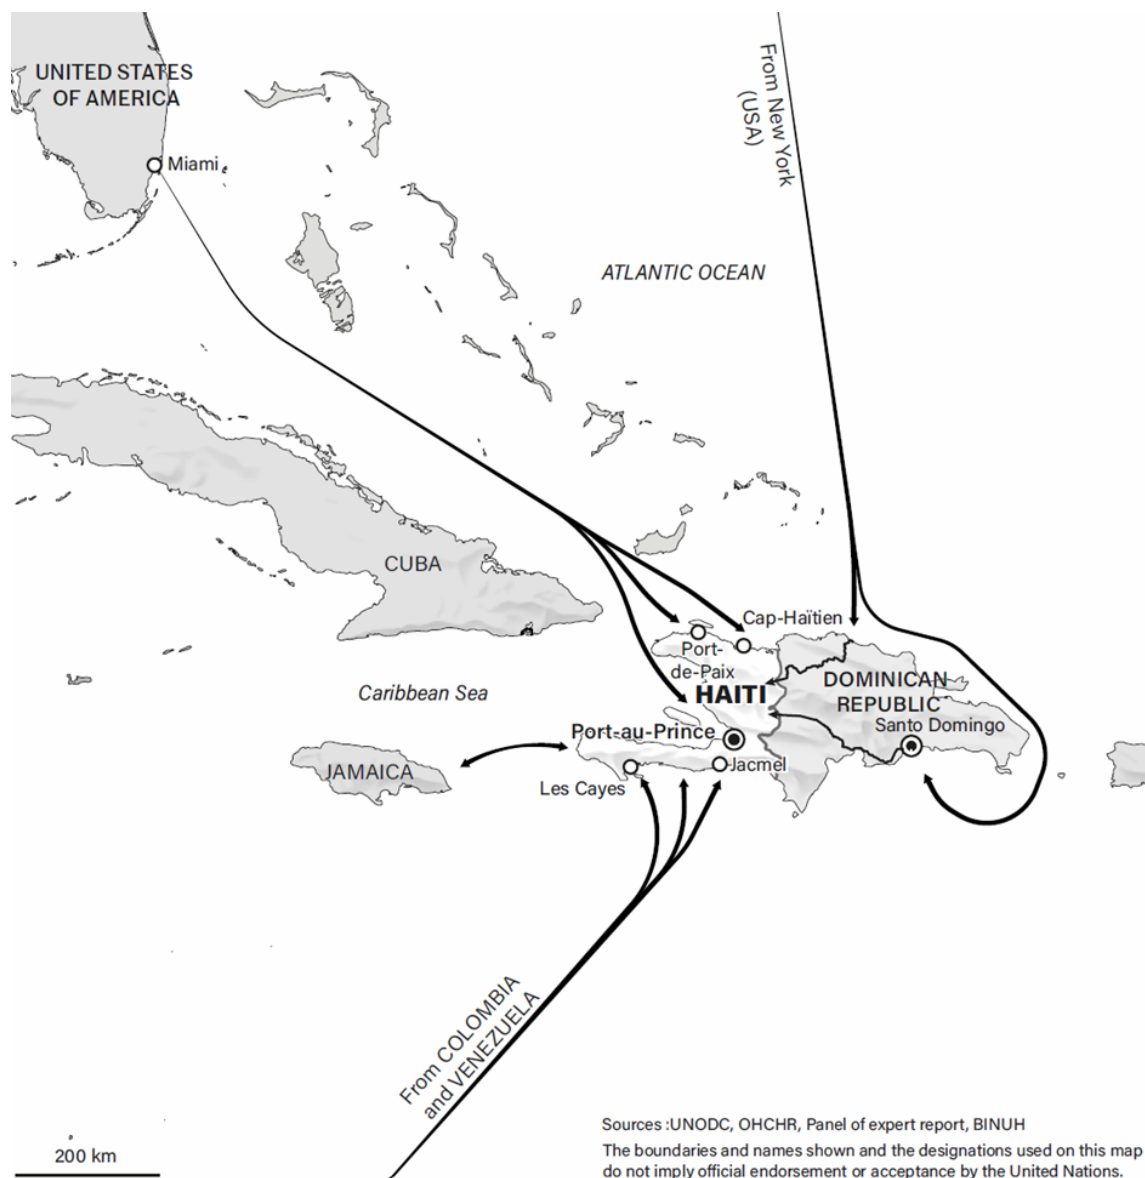 From New York
(USA)
UNITED STATES
OF AMERICA
Miami
ATLANTIC OCEAN
CUBA
Cap-Haïtien
Port-
de-Paix
Caribbean Sea
HAITI
DOMINICAN
REPUBLIC
Santo Domingo
Port-au-Prince
Jacmel
JAMAICA
Les Cayes
From COLOMBIA
and VENEZUELA
200 km
Sources :UNODC, OHCHR, Panel of expert report, BINUH
The boundaries and names shown and the designations used on this map
do not imply official endorsement or acceptance by the United Nations.